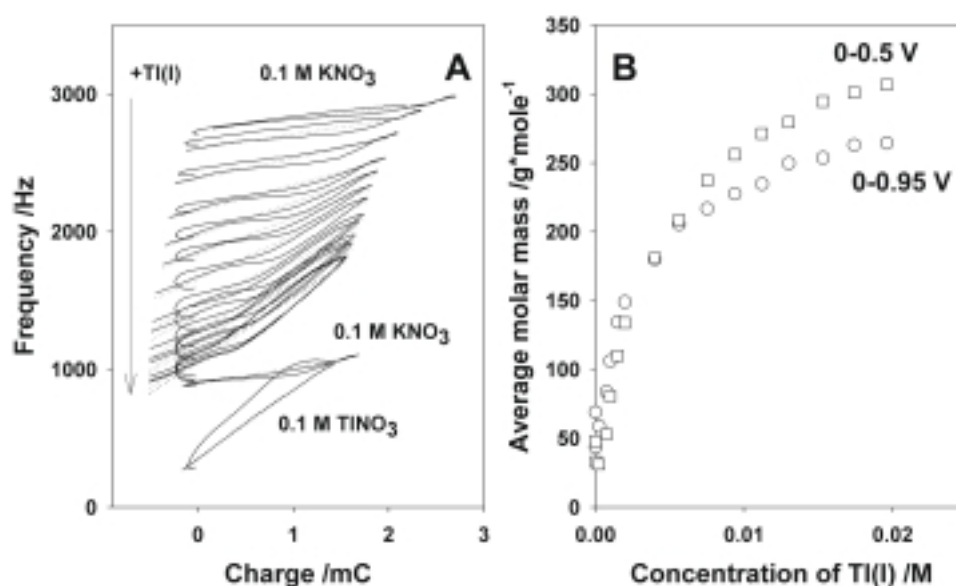 +Tl(I)
0.1 M KNO3
A
3000
2000
1000
0
Frequency /Hz
0.1 M KNO3
0.1 M TlNO3
0 1 2 3
Charge /mC
B
0-0.5 V
0-0.95 V
350
300
250
200
150
100
50
0
Average molar mass /g*mole-1
0.00 0.01 0.02
Concentration of Tl(I) /M